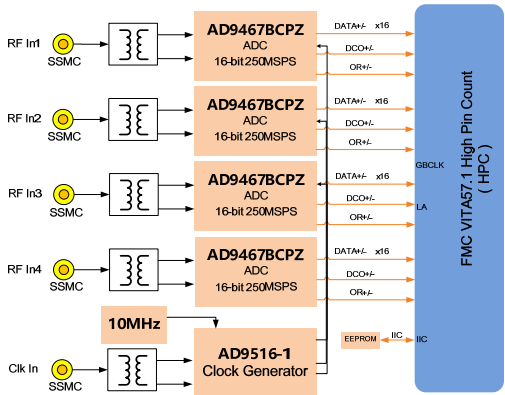 RF In1
SSMC
AD9467BCPZ
ADC
16-bit 250MSPS
DATA+/- x16
DCO+/-
OR+/-
RF In2
SSMC
AD9467BCPZ
ADC
16-bit 250MSPS
DATA+/- x16
DCO+/-
OR+/-
RF In3
SSMC
AD9467BCPZ
ADC
16-bit 250MSPS
DATA+/- x16
DCO+/-
OR+/-
RF In4
SSMC
AD9467BCPZ
ADC
16-bit 250MSPS
DATA+/- x16
DCO+/-
OR+/-
10MHz
Clk In
SSMC
AD9516-1
Clock Generator
EEPROM
IIC
GBCLK
LA
IIC
FMC VITA57.1 High Pin Count
( HPC )